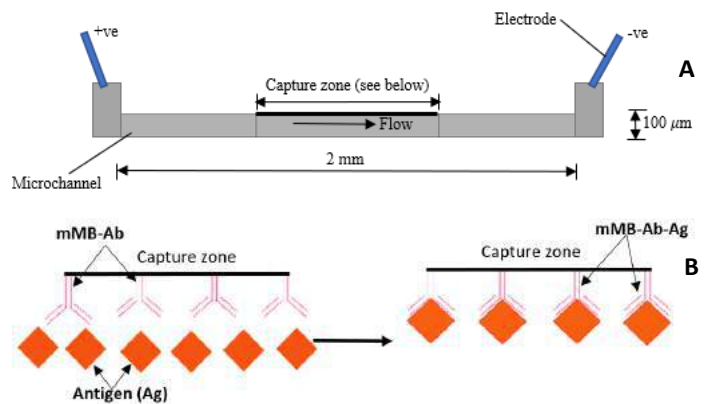 Electrode
+ve
-ve
A
Capture zone (see below)
Flow
100 μm
2 mm
Microchannel
mMB-Ab
mMB-Ab-Ag
Capture zone
Capture zone
B
Antigen (Ag)